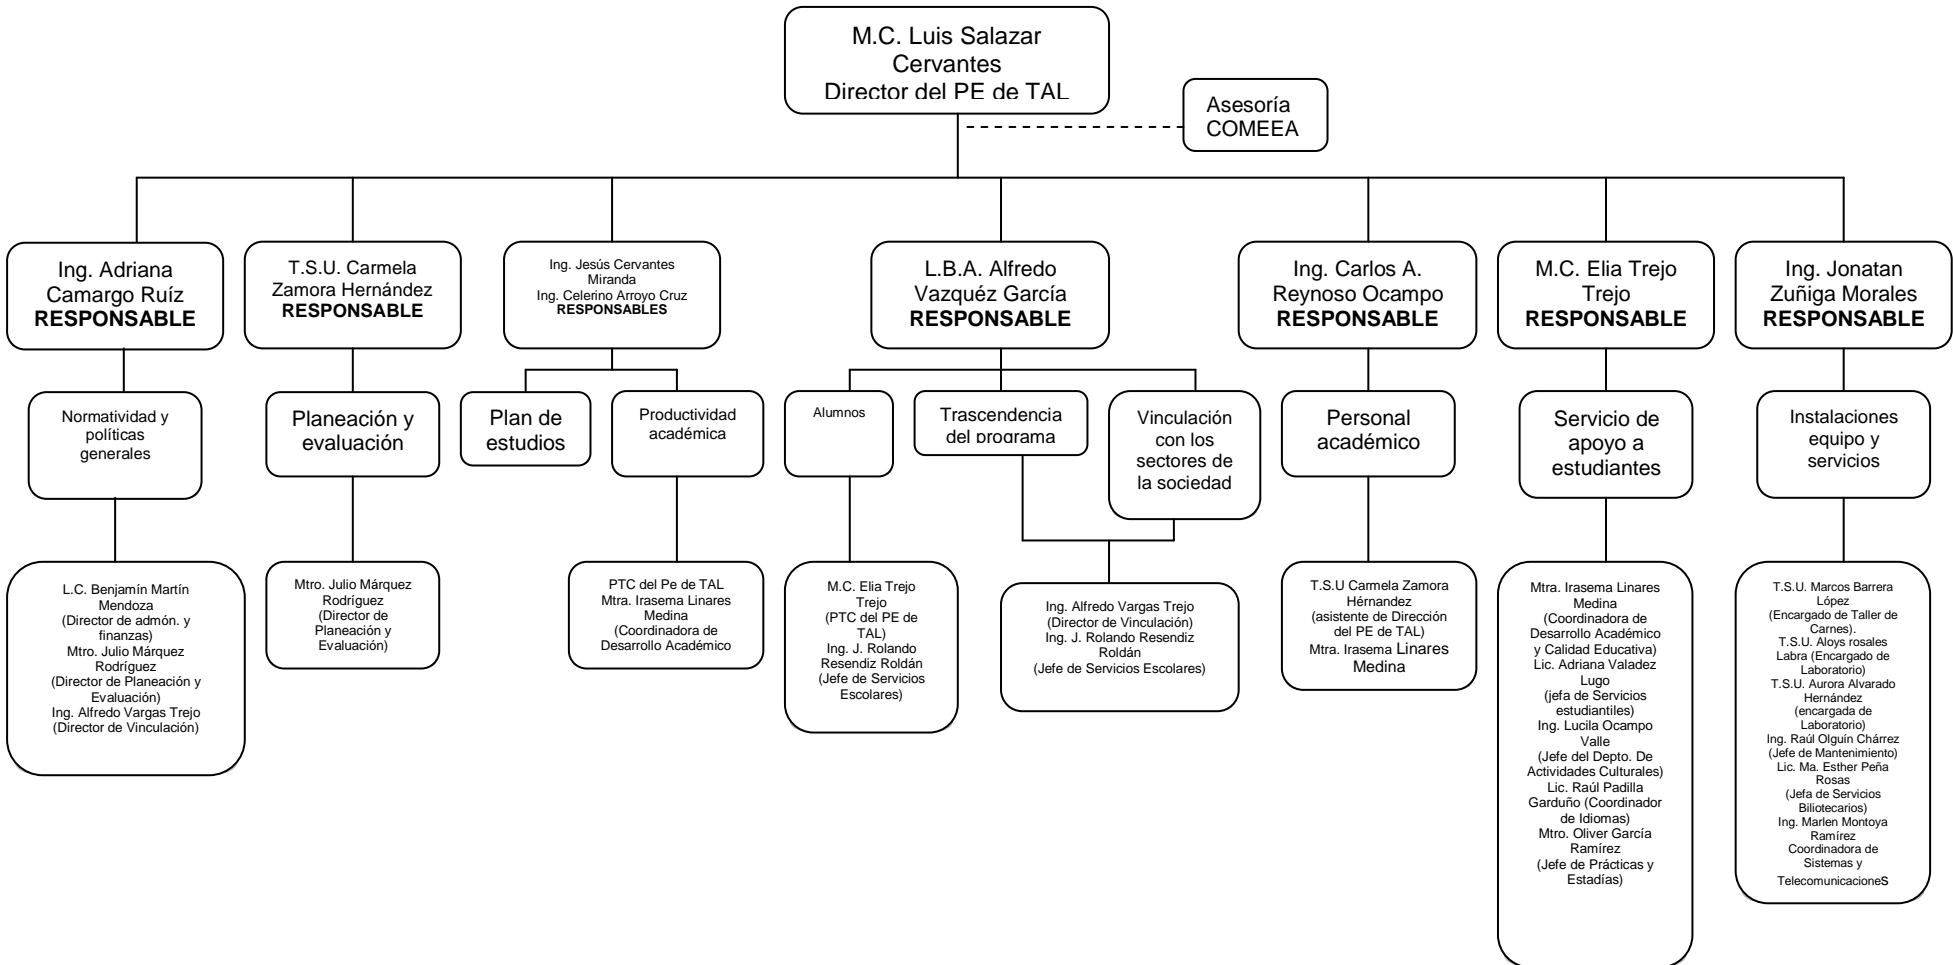 M.C. Luis Salazar
Cervantes
Director del PE de TAL
Asesoría
COMEEA
Ing. Adriana
Camargo Ruíz
RESPONSABLE
T.S.U. Carmela
Zamora Hernández
RESPONSABLE
Ing. Jesús Cervantes
Miranda
Ing. Celerino Arroyo Cruz
RESPONSABLES
L.B.A. Alfredo
Vazquéz García
RESPONSABLE
Ing. Carlos A.
Reynoso Ocampo
RESPONSABLE
M.C. Elia Trejo
Trejo
RESPONSABLE
Ing. Jonatan
Zuñiga Morales
RESPONSABLE
Normatividad y
políticas
generales
Planeación y
evaluación
Plan de
estudios
Productividad
académica
Alumnos
Trascendencia
del programa
Vinculación
con los
sectores de
la sociedad
Personal
académico
Servicio de
apoyo a
estudiantes
Instalaciones
equipo y
servicios
L.C. Benjamín Martín
Mendoza
(Director de admón. y
finanzas)
Mtro. Julio Márquez
Rodríguez
(Director de Planeación y
Evaluación)
Ing. Alfredo Vargas Trejo
(Director de Vinculación)
Mtro. Julio Márquez
Rodríguez
(Director de
Planeación y
Evaluación)
PTC del Pe de TAL
Mtra. Irasema Linares
Medina
(Coordinadora de
Desarrollo Académico
M.C. Elia Trejo
Trejo
(PTC del PE de
TAL)
Ing. J. Rolando
Resendiz Roldán
(Jefe de Servicios
Escolares)
Ing. Alfredo Vargas Trejo
(Director de Vinculación)
Ing. J. Rolando Resendiz
Roldán
(Jefe de Servicios Escolares)
T.S.U Carmela Zamora
Hérnandez
(asistente de Dirección
del PE de TAL)
Mtra. Irasema Linares
Medina
Mtra. Irasema Linares
Medina
(Coordinadora de
Desarrollo Académico
y Calidad Educativa)
Lic. Adriana Valadez
Lugo
(jefa de Servicios
estudiantiles)
Ing. Lucila Ocampo
Valle
(Jefe del Depto. De
Actividades Culturales)
Lic. Raúl Padilla
Garduño (Coordinador
de Idiomas)
Mtro. Oliver García
Ramírez
(Jefe de Prácticas y
Estadías)
T.S.U. Marcos Barrera
López
(Encargado de Taller de
Carnes).
T.S.U. Aloys rosales
Labra (Encargado de
Laboratorio)
T.S.U. Aurora Alvarado
Hernández
(encargada de
Laboratorio)
Ing. Raúl Olguín Chárrez
(Jefe de Mantenimiento)
Lic. Ma. Esther Peña
Rosas
(Jefa de Servicios
Biliotecarios)
Ing. Marlen Montoya
Ramírez
Coordinadora de
Sistemas y
Telecomunicaciones